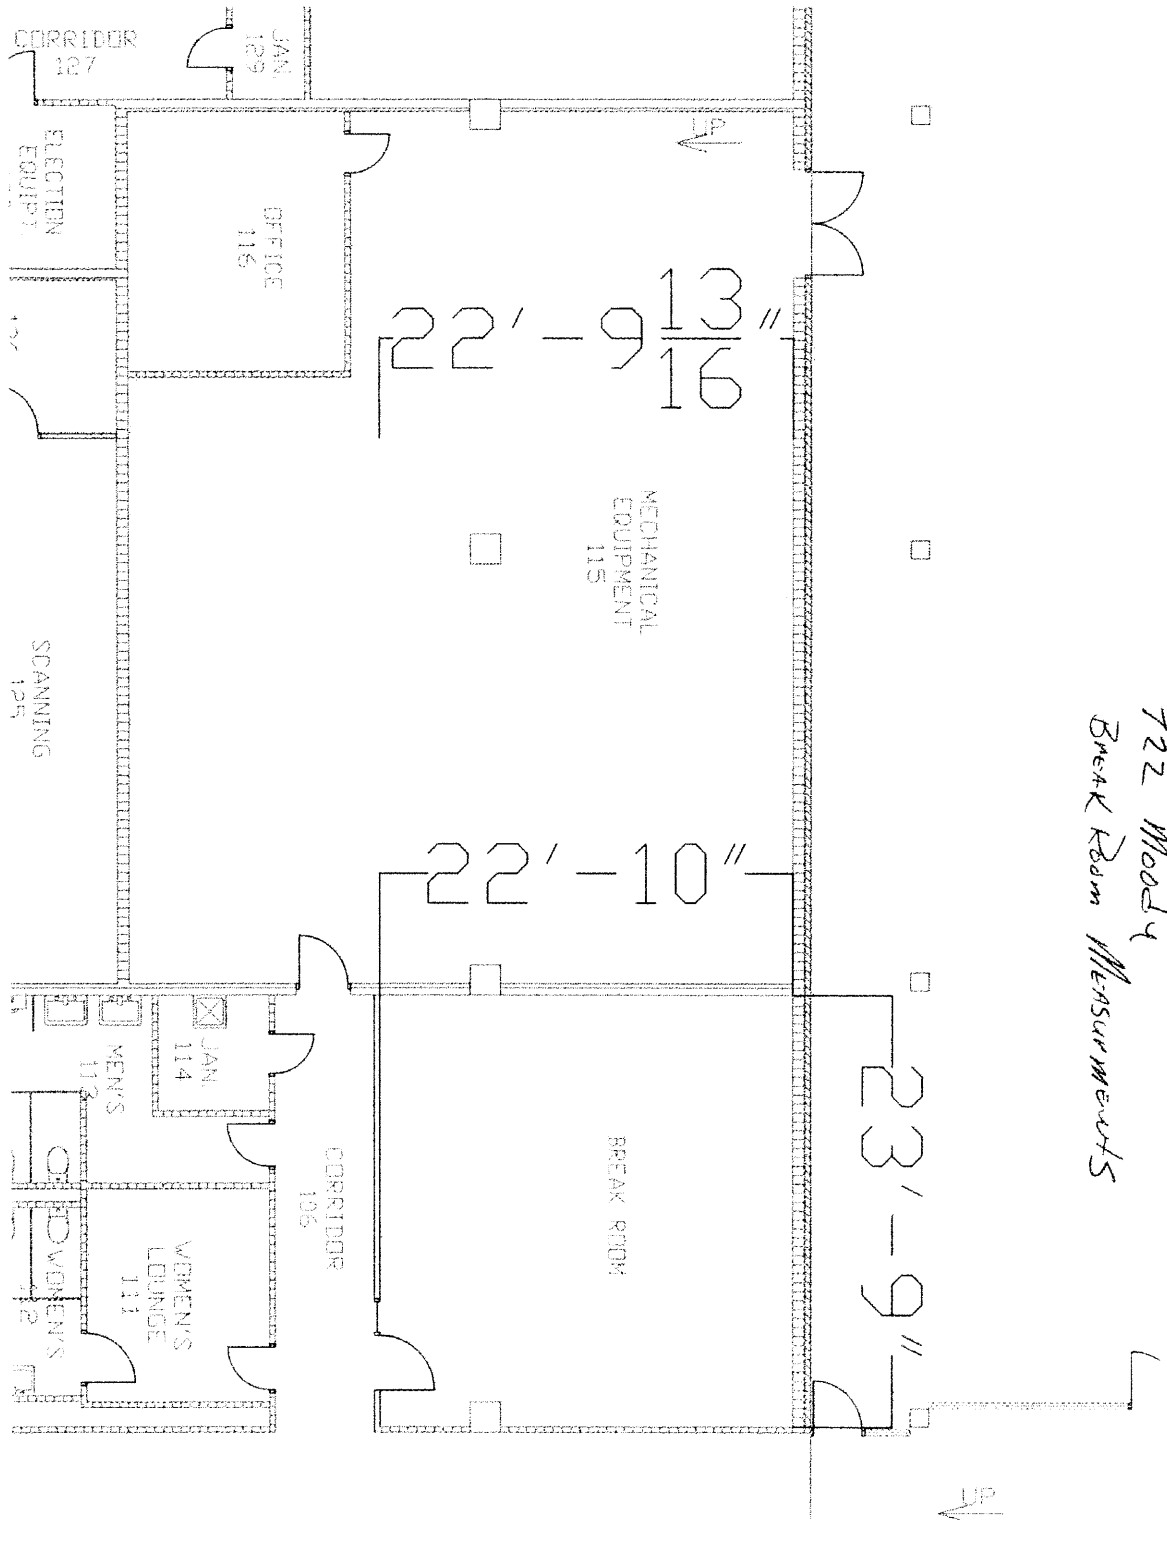 722 Moody
Break Room Measurments
CORRIDOR
127
JAN.
129
UP
ELECTION
EQUIPT.
OFFICE
116
22'-9 13/16"
MECHANICAL
EQUIPMENT
115
SCANNING
125
22'-10"
23'-9"
MEN'S
113
JAN.
114
CORRIDOR
106
BREAK ROOM
WOMEN'S
LOUNGE
111
WOMEN'S
UP